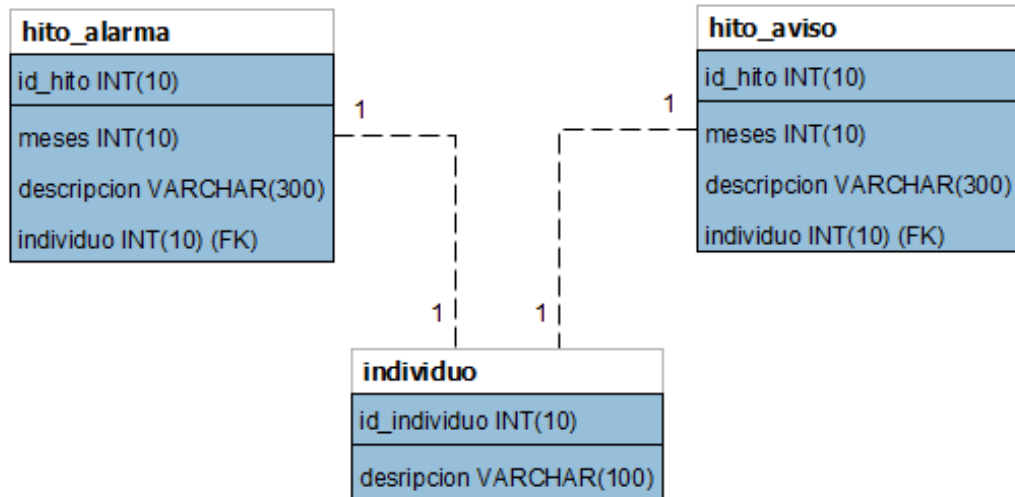 hito_alarma
id_hito INT(10)
meses INT(10)
descripcion VARCHAR(300)
individuo INT(10) (FK)
1
1
hito_aviso
id_hito INT(10)
meses INT(10)
descripcion VARCHAR(300)
individuo INT(10) (FK)
1
1
individuo
id_individuo INT(10)
desripcion VARCHAR(100)